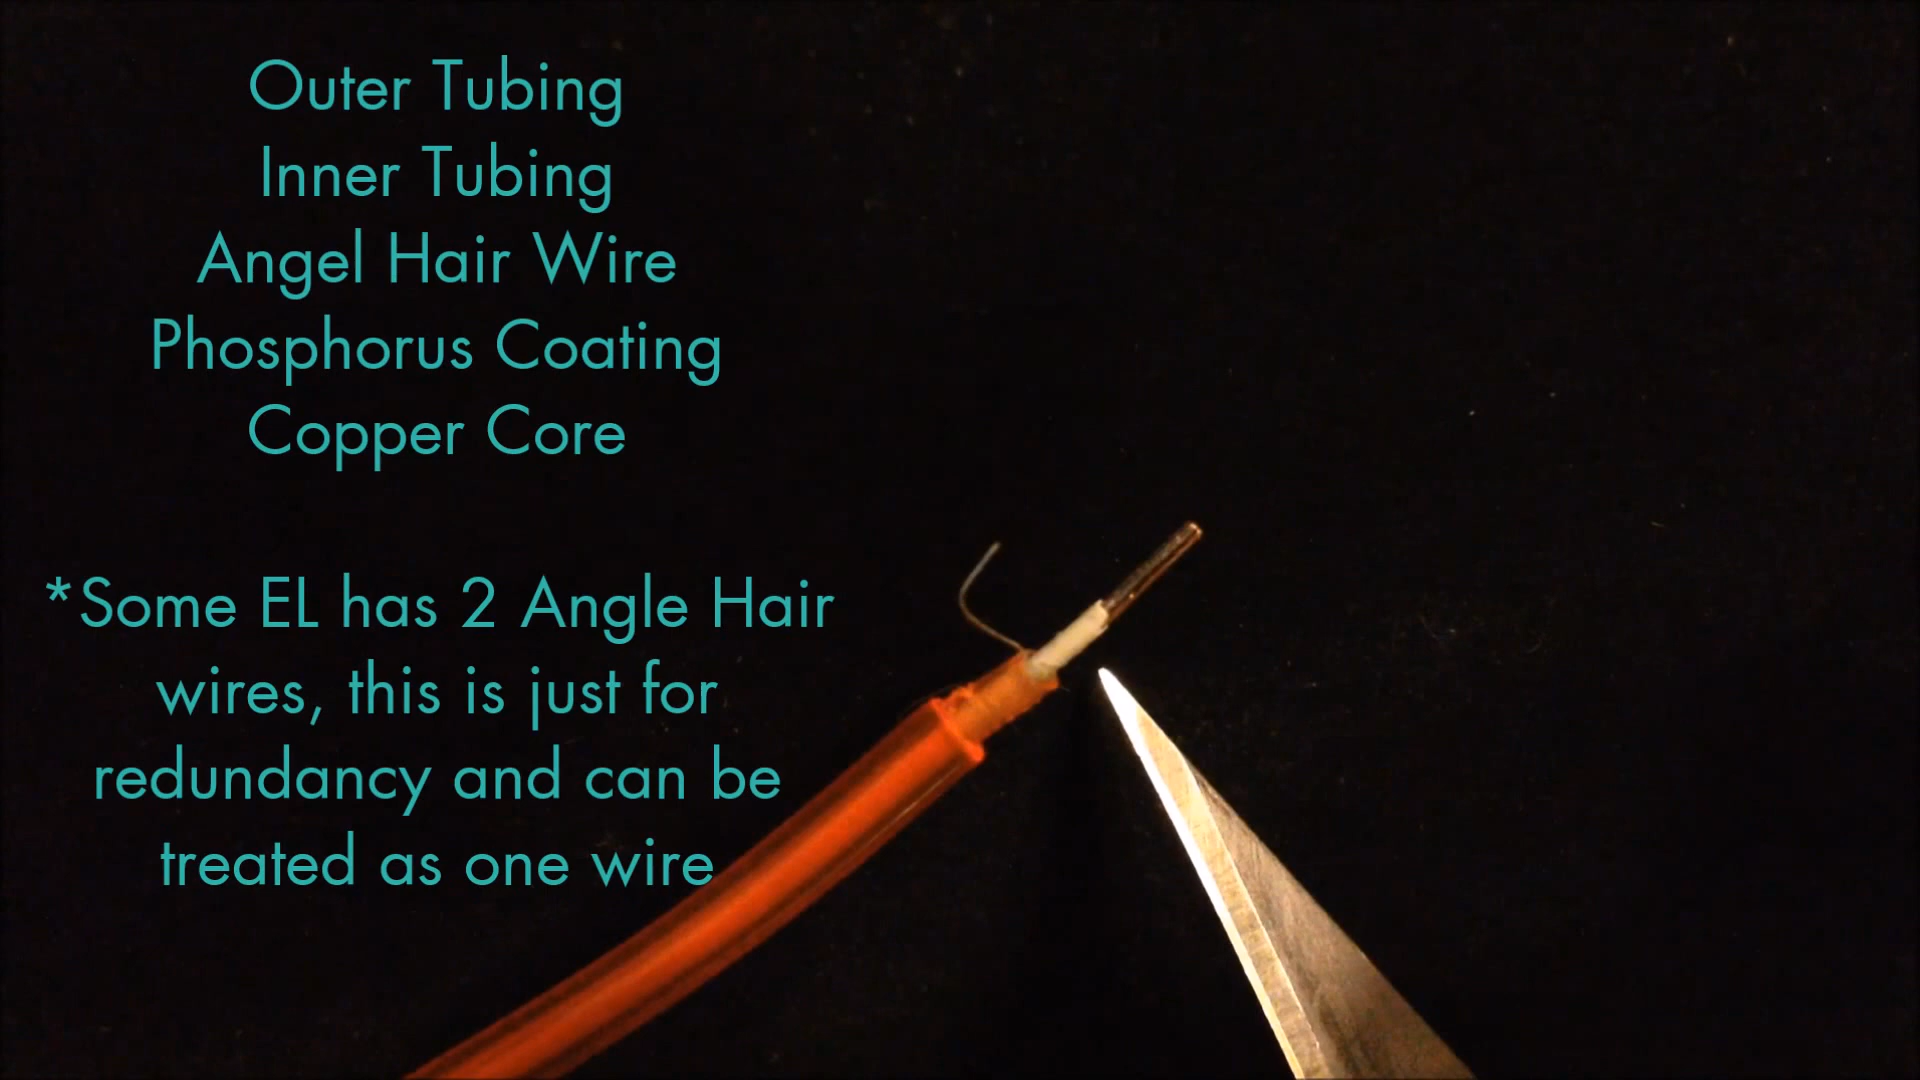 Outer Tubing
Inner Tubing
Angel Hair Wire
Phosphorus Coating
Copper Core
*Some EL has 2 Angle Hair
wires, this is just for
redundancy and can be
treated as one wire